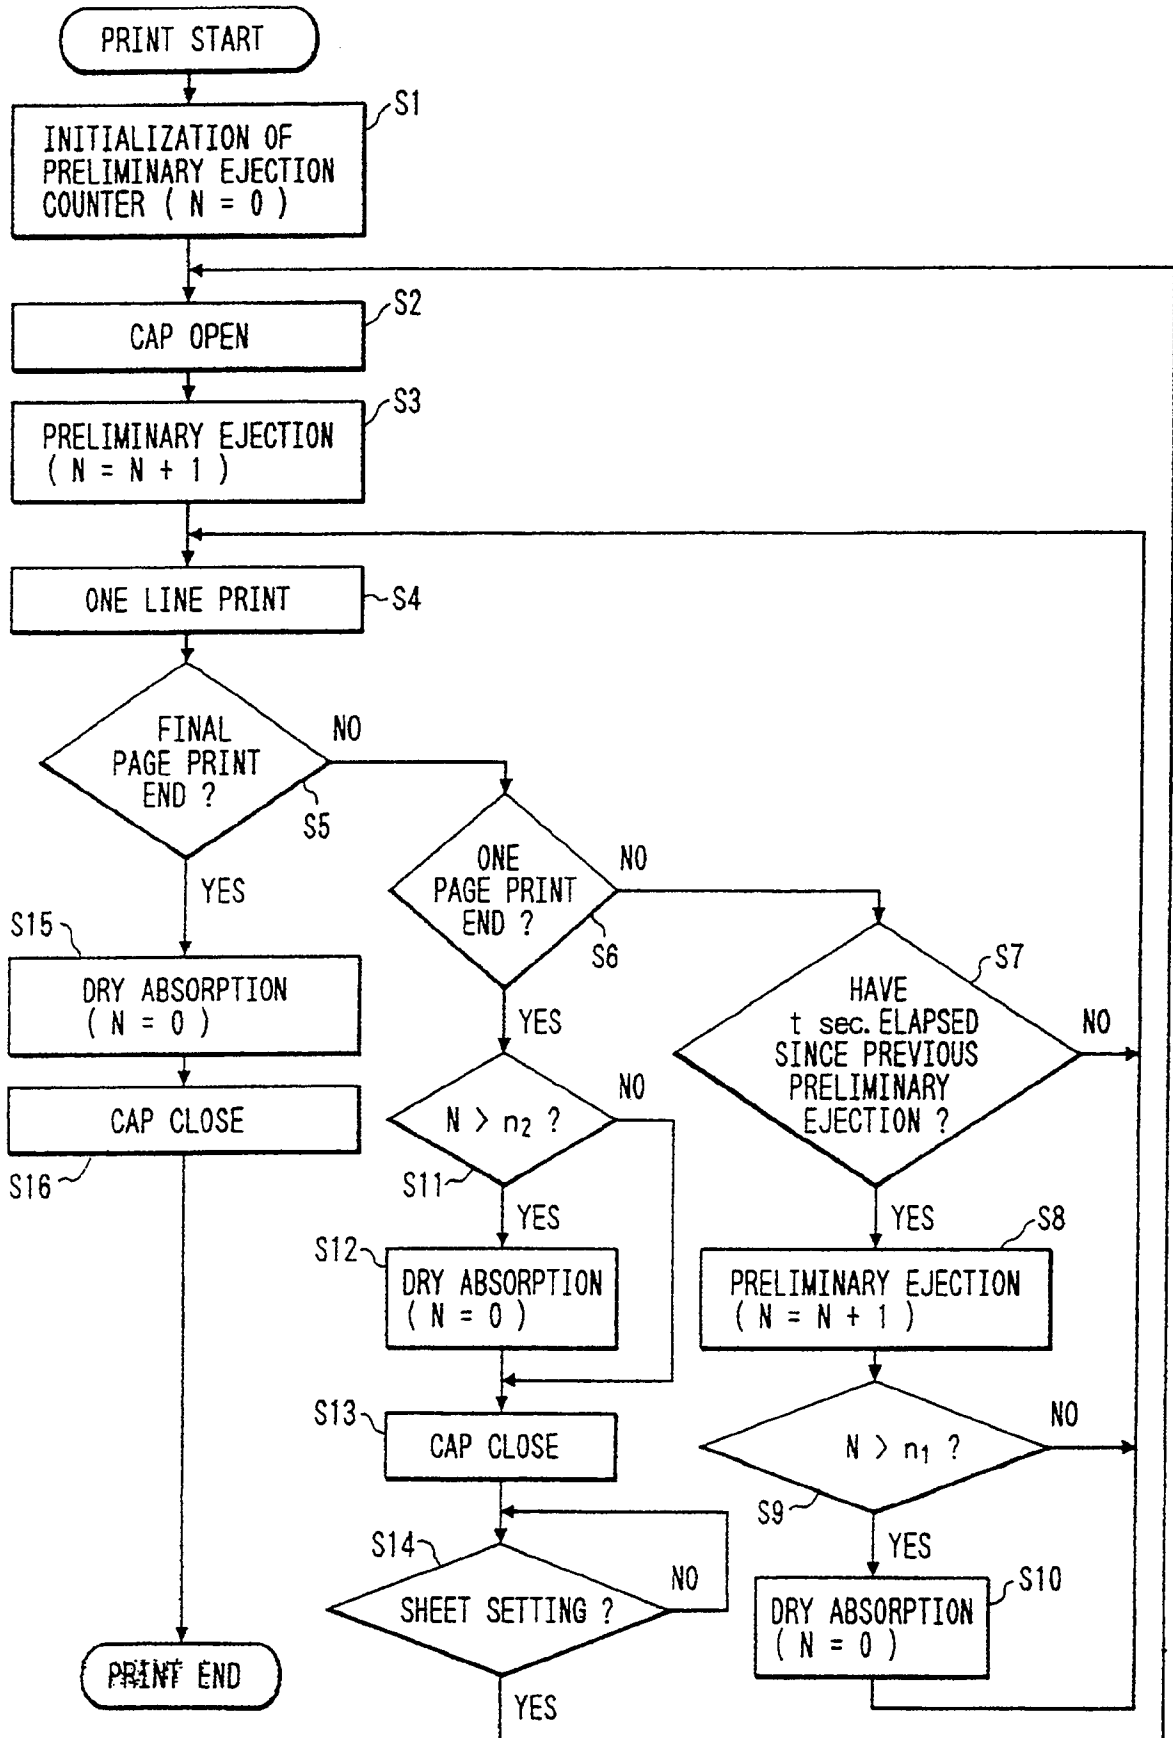 PRINT START
S1
INITIALIZATION OF
PRELIMINARY EJECTION
COUNTER ( N = 0 )
S2
CAP OPEN
S3
PRELIMINARY EJECTION
( N = N + 1 )
ONE LINE PRINT
S4
FINAL
PAGE PRINT
END ?
NO
S5
YES
ONE
PAGE PRINT
END ?
NO
S6
YES
S15
DRY ABSORPTION
( N = 0 )
CAP CLOSE
S16
S7
HAVE
t sec. ELAPSED
SINCE PREVIOUS
PRELIMINARY
EJECTION ?
NO
YES
N > n2 ?
NO
S11
YES
S12
DRY ABSORPTION
( N = 0 )
S8
PRELIMINARY EJECTION
( N = N + 1 )
S13
CAP CLOSE
N > n1 ?
NO
S9
YES
S14
SHEET SETTING ?
NO
YES
S10
DRY ABSORPTION
( N = 0 )
PRINT END